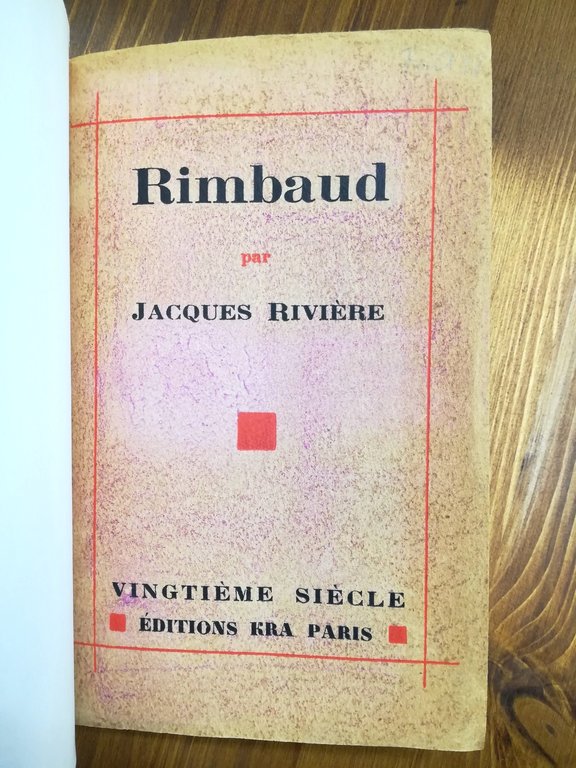 Rimbaud
par
JACQUES RIVIÈRE
VINGTIÈME SIÈCLE
ÉDITIONS KRA PARIS